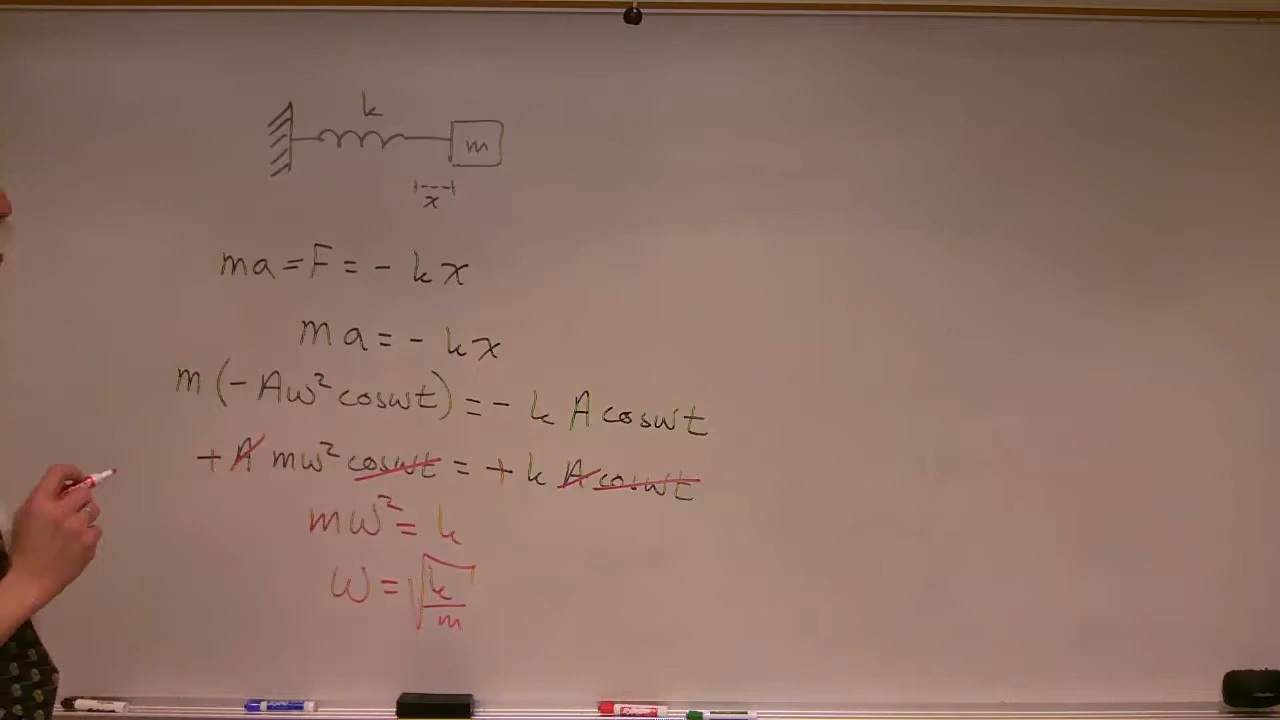 k
m
x
ma = F = - kx
ma = - kx
m(-Aω² cosωt) = - k A cosωt
+ A mω² cosωt = + k A cosωt
mω² = k
ω = √(k/m)